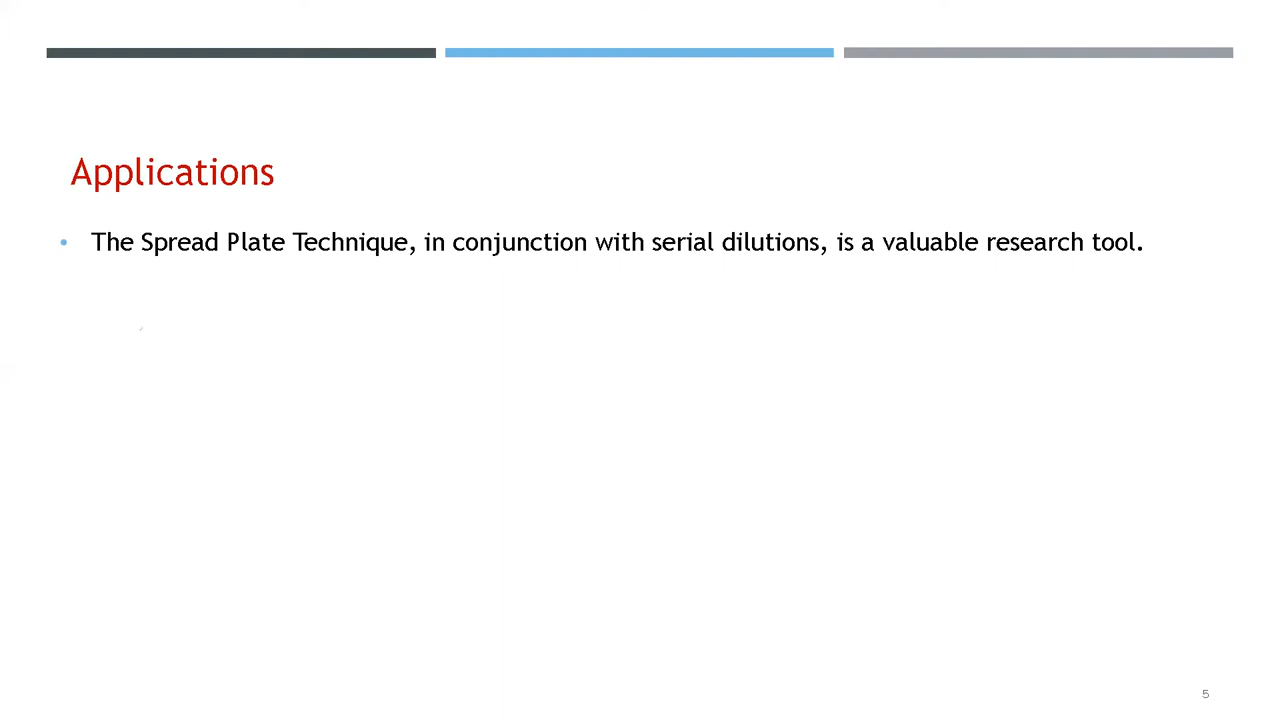 Applications
• The Spread Plate Technique, in conjunction with serial dilutions, is a valuable research tool.
5